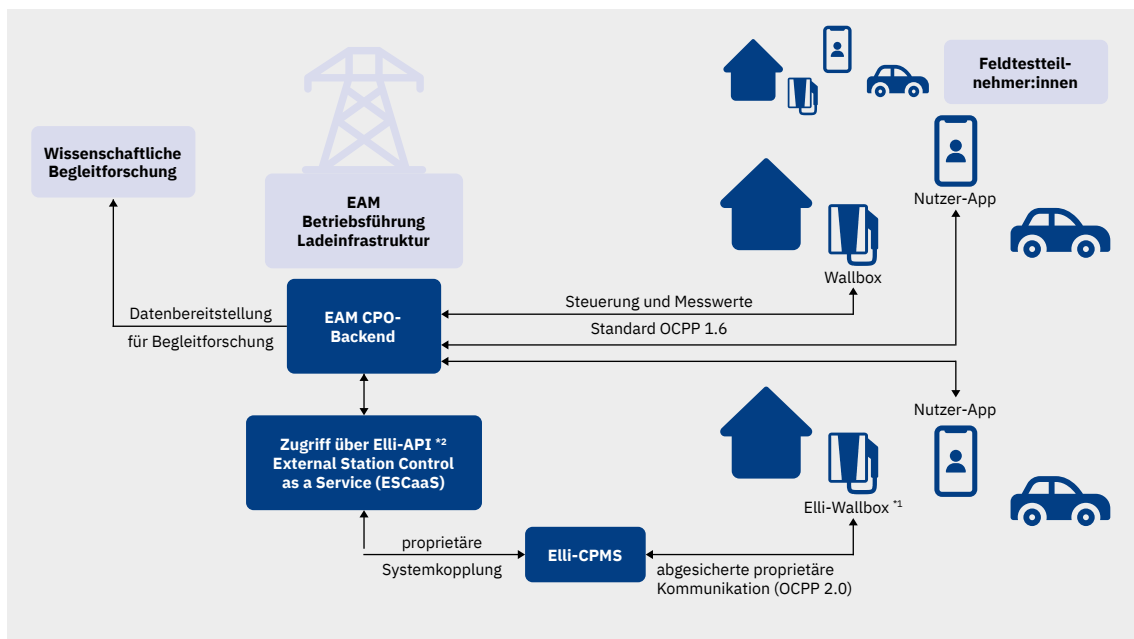 Feldtestteil-
nehmer:innen
Wissenschaftliche
Begleitforschung
EAM
Betriebsführung
Ladeinfrastruktur
Nutzer-App
Wallbox
Datenbereitstellung
für Begleitforschung
EAM CPO-
Backend
Steuerung und Messwerte
Standard OCPP 1.6
Nutzer-App
Zugriff über Elli-API *2
External Station Control
as a Service (ESCaaS)
Elli-Wallbox *1
proprietäre
Systemkopplung
Elli-CPMS
abgesicherte proprietäre
Kommunikation (OCPP 2.0)